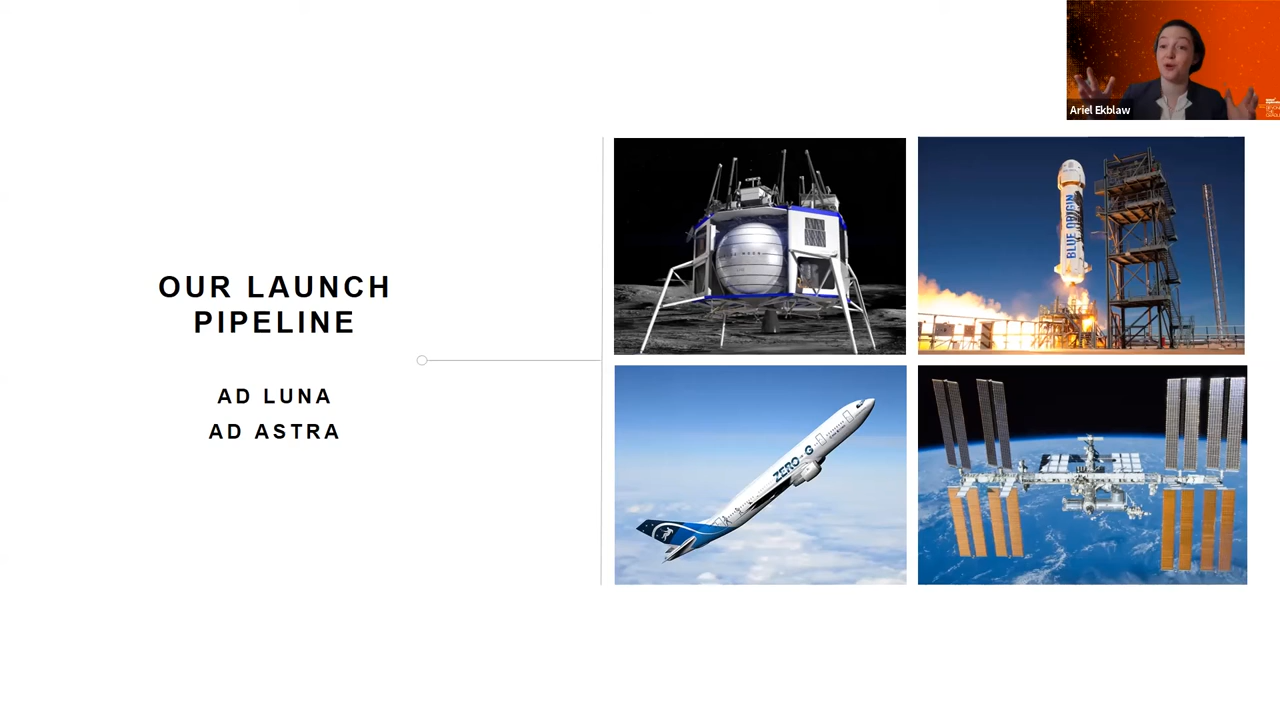 Ariel Ekblaw
OUR LAUNCH
PIPELINE
AD LUNA
AD ASTRA
BLUE ORIGIN
ZERO-G